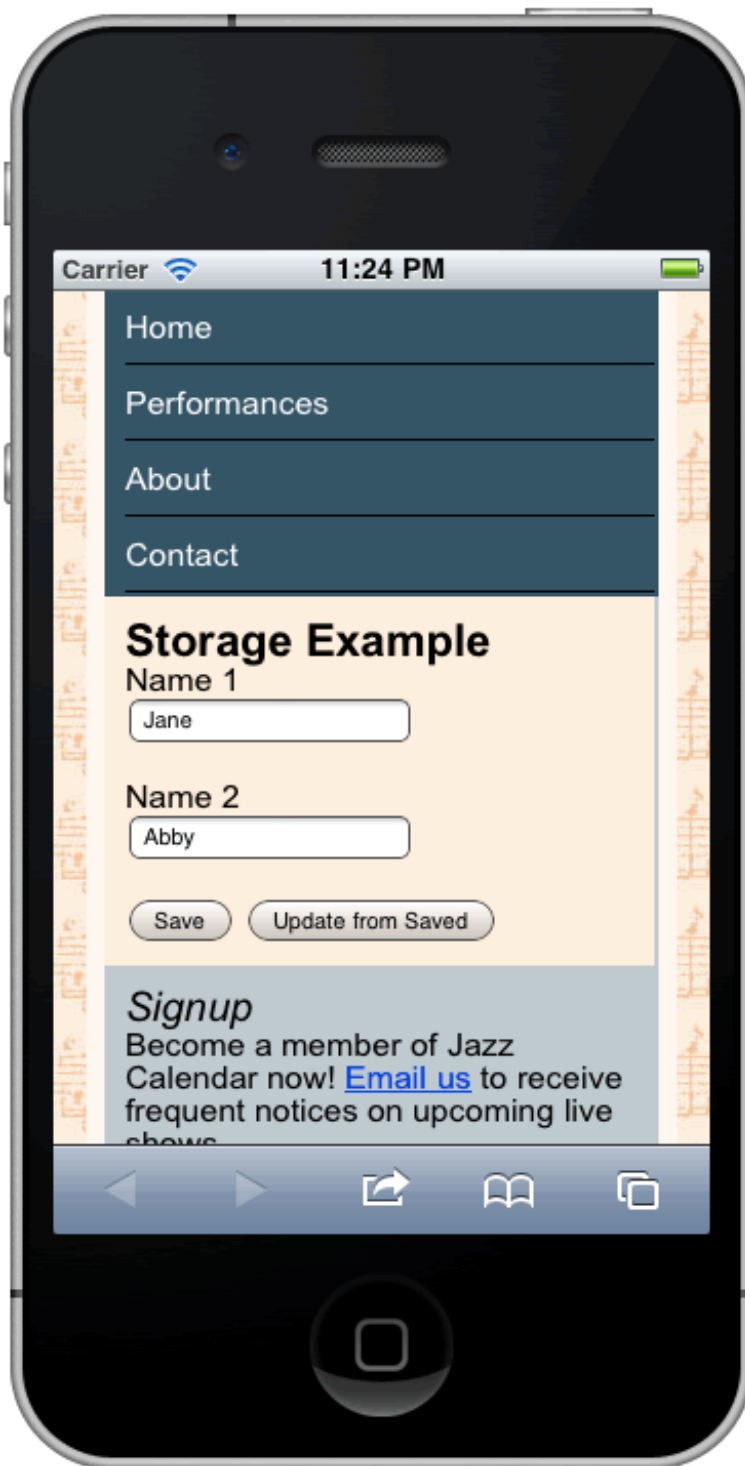 Carrier 11:24 PM
Home
Performances
About
Contact
Storage Example
Name 1
Jane
Name 2
Abby
Save Update from Saved
Signup
Become a member of Jazz
Calendar now! Email us to receive
frequent notices on upcoming live
shows